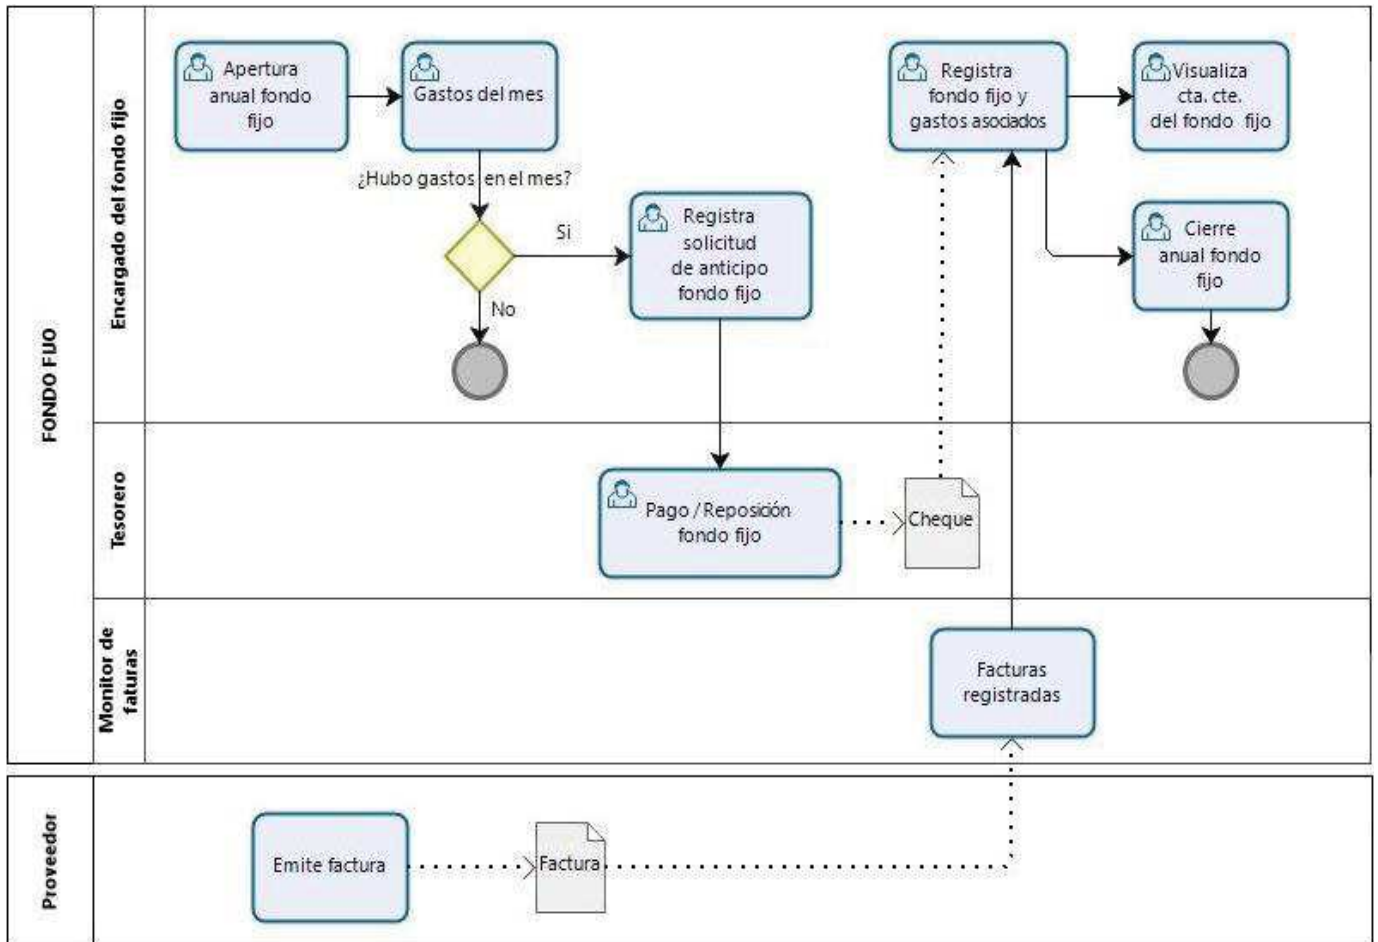 FONDO FIJO
Encargado del fondo fijo
Apertura
anual fondo
fijo
Gastos del mes
¿Hubo gastos en el mes?
Si
No
Registra
solicitud
de anticipo
fondo fijo
Registra
fondo fijo y
gastos asociados
Visualiza
cta. cte.
del fondo fijo
Cierre
anual fondo
fijo
Tesorero
Pago / Reposición
fondo fijo
Cheque
Monitor de
faturas
Facturas
registradas
Proveedor
Emite factura
Factura